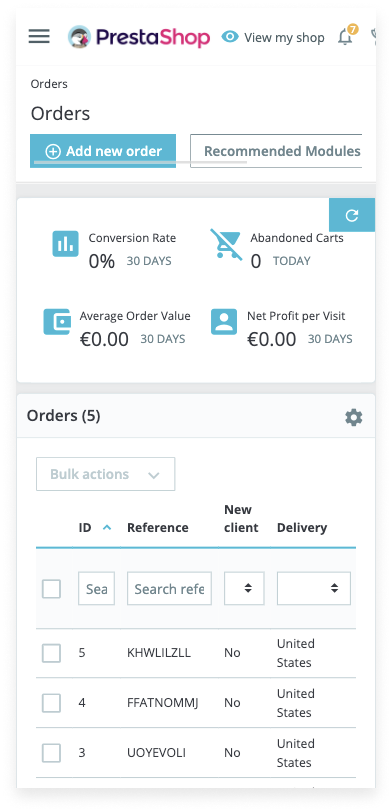 PrestaShop View my shop 7
Orders
Orders
Add new order Recommended Modules
Conversion Rate
0% 30 DAYS
Abandoned Carts
0 TODAY
Average Order Value
€0.00 30 DAYS
Net Profit per Visit
€0.00 30 DAYS
Orders (5)
Bulk actions
ID Reference New client Delivery
Sea Search refe
5 KHWLILZLL No United States
4 FFATNOMMJ No United States
3 UOYEVOLI No United States